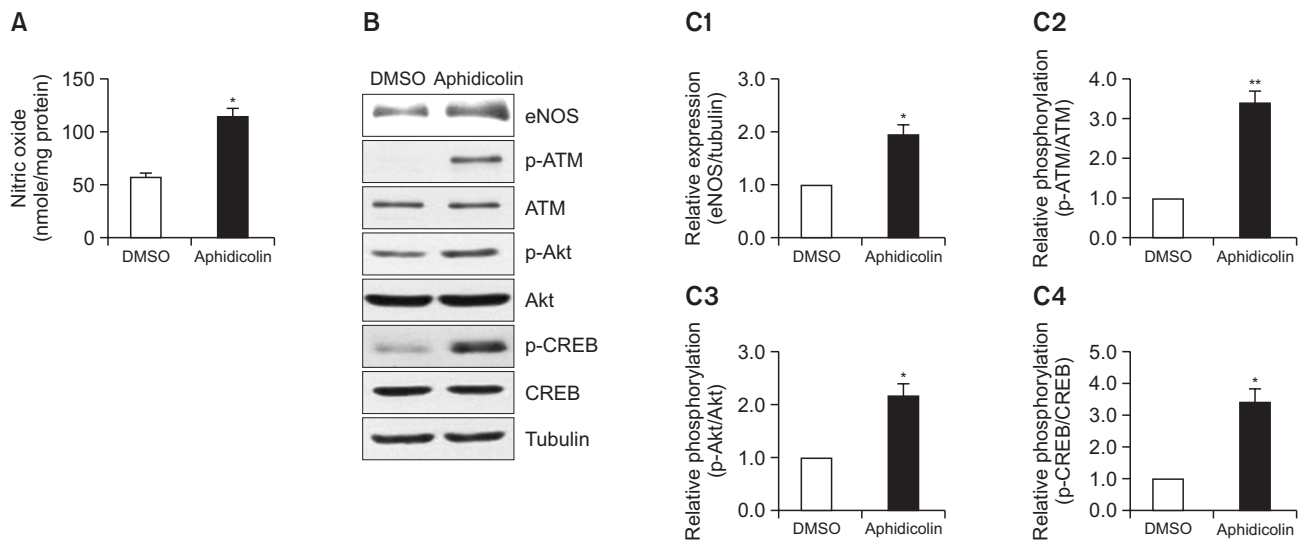 A
Nitric oxide
(nmole/mg protein)
150
100
50
0
*
DMSO
Aphidicolin
B
DMSO Aphidicolin
eNOS
p-ATM
ATM
p-Akt
Akt
p-CREB
CREB
Tubulin
C1
Relative expression
(eNOS/tubulin)
3.0
2.0
1.0
0.0
*
DMSO
Aphidicolin
C2
Relative phosphorylation
(p-ATM/ATM)
4.0
3.0
2.0
1.0
0.0
**
DMSO
Aphidicolin
C3
Relative phosphorylation
(p-Akt/Akt)
3.0
2.0
1.0
0.0
*
DMSO
Aphidicolin
C4
Relative phosphorylation
(p-CREB/CREB)
5.0
4.0
3.0
2.0
1.0
0.0
*
DMSO
Aphidicolin